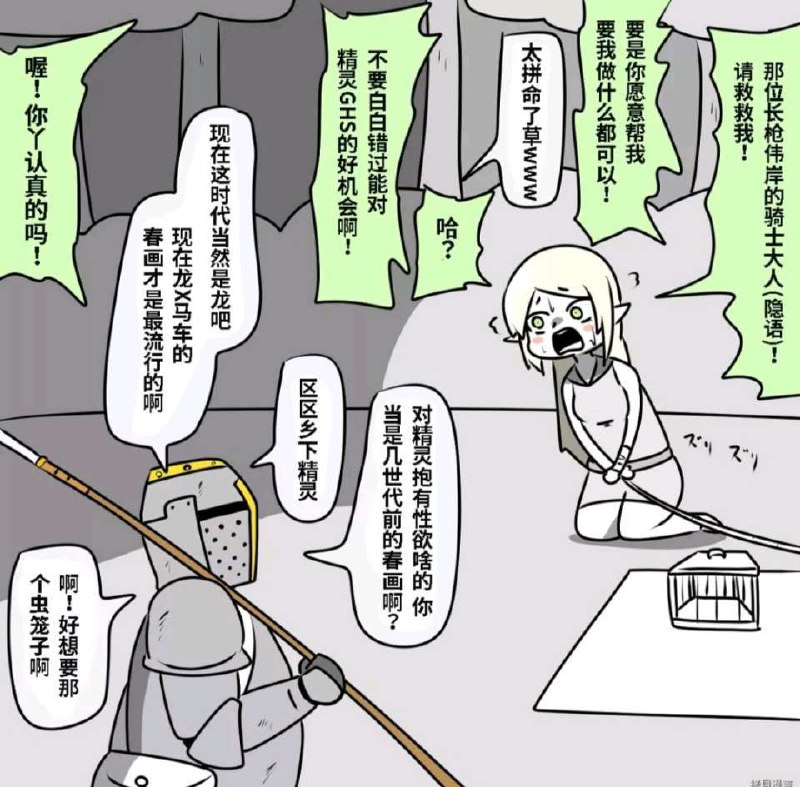 那位长枪伟岸的骑士大人(隐语)！
请救救我！
要是你愿意帮我
要我做什么都可以！
太拼命了草www
哈？
不要白白错过能对
精灵GHS的好机会啊！
对精灵抱有性欲啥的 你
当是几世代前的春画啊？
区区乡下精灵
现在这时代当然是龙吧
现在龙X马车的
春画才是最流行的啊
喔！你丫认真的吗！
啊！好想要那
个虫笼子啊
ズリ ズリ